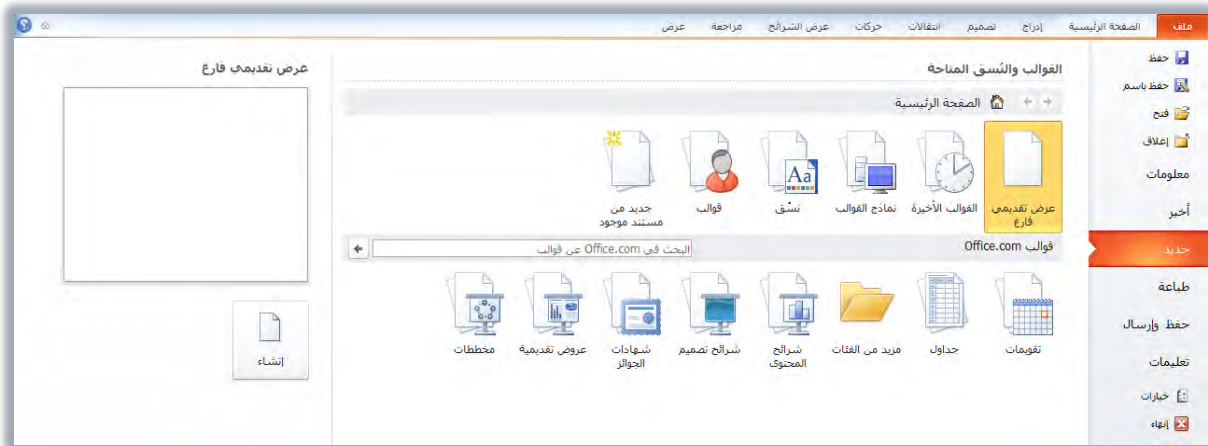 ملف الصفحة الرئيسية إدراج تصميم انتقالات حركات عرض الشرائح مراجعة عرض
حفظ
حفظ باسم
فتح
إغلاق
معلومات
أخير
جديد
طباعة
حفظ وإرسال
تعليمات
خيارات
إنهاء
القوالب والنُسق المتاحة
الصفحة الرئيسية
عرض تقديمي
فارغ
القوالب الأخيرة
نماذج القوالب
نسّق
قوالب
جديد من
مستند موجود
قوالب Office.com
البحث في Office.com عن قوالب
تقويمات
جداول
مزيد من الفئات
شرائح
المحتوى
شرائح تصميم
شهادات
الجوائز
عروض تقديمية
مخططات
عرض تقديمي فارغ
إنشاء